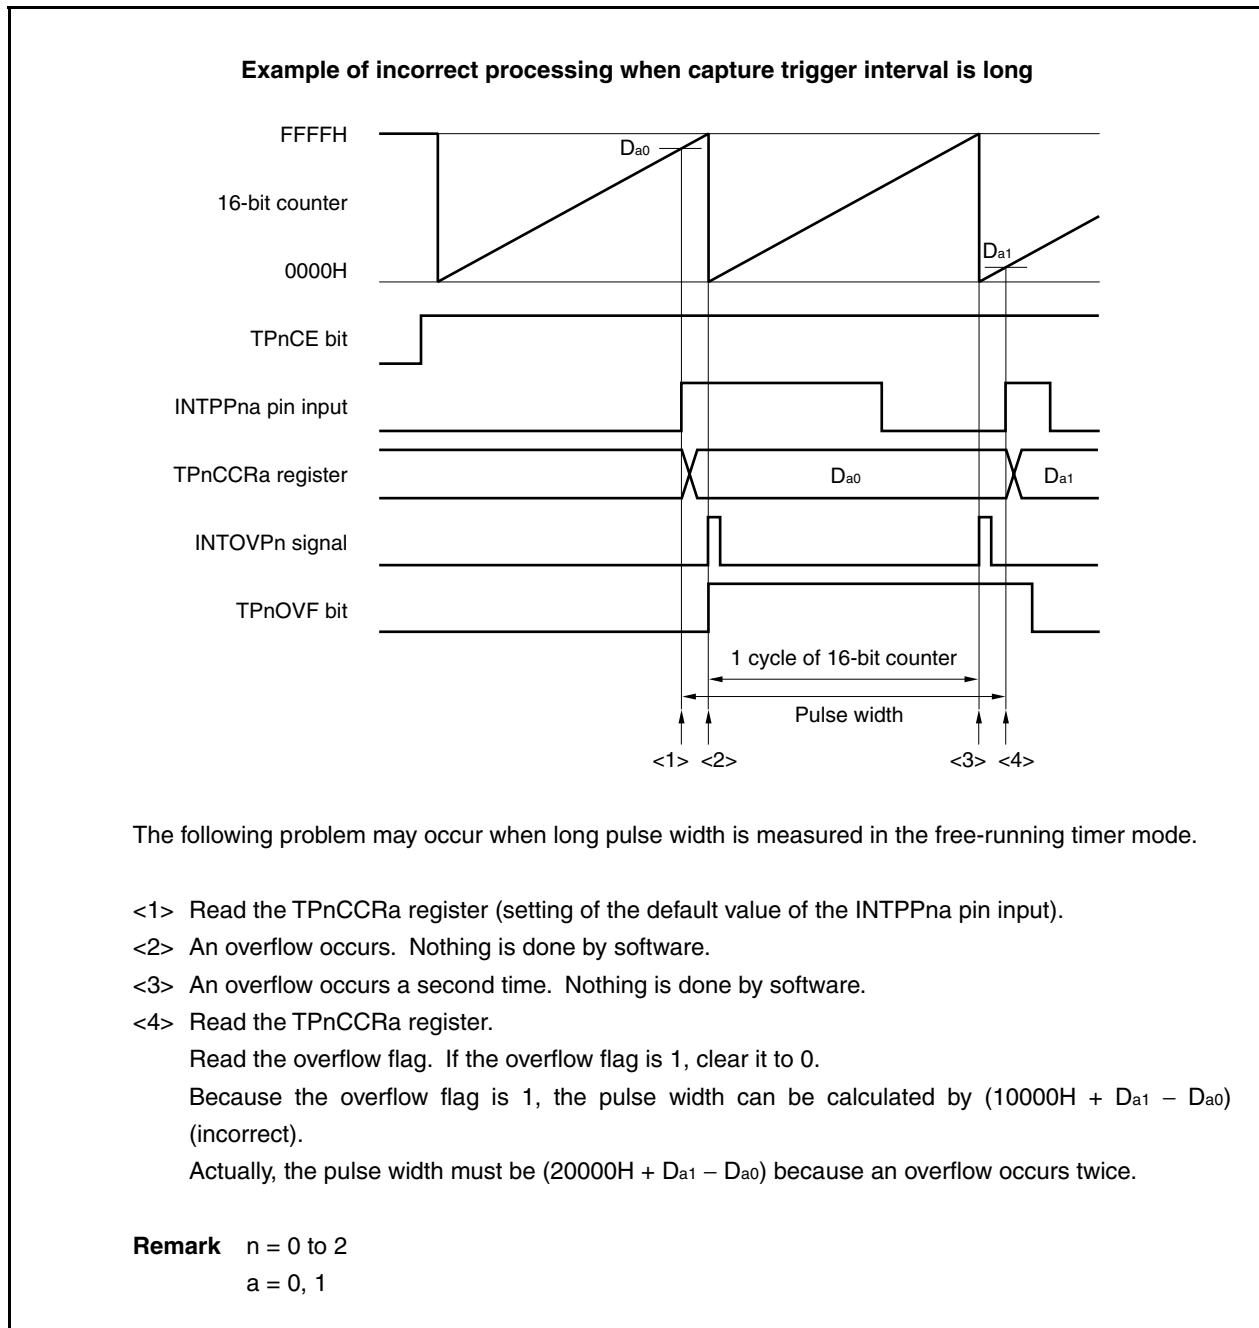 Example of incorrect processing when capture trigger interval is long
FFFFH
Da0
16-bit counter
Da1
0000H
TPnCE bit
INTPPna pin input
TPnCCRa register
Da0
Da1
INTOVPn signal
TPnOVF bit
1 cycle of 16-bit counter
Pulse width
<1> <2> <3> <4>
The following problem may occur when long pulse width is measured in the free-running timer mode.
<1> Read the TPnCCRa register (setting of the default value of the INTPPna pin input).
<2> An overflow occurs. Nothing is done by software.
<3> An overflow occurs a second time. Nothing is done by software.
<4> Read the TPnCCRa register.
Read the overflow flag. If the overflow flag is 1, clear it to 0.
Because the overflow flag is 1, the pulse width can be calculated by (10000H + Da1 − Da0)
(incorrect).
Actually, the pulse width must be (20000H + Da1 − Da0) because an overflow occurs twice.
Remark n = 0 to 2
a = 0, 1